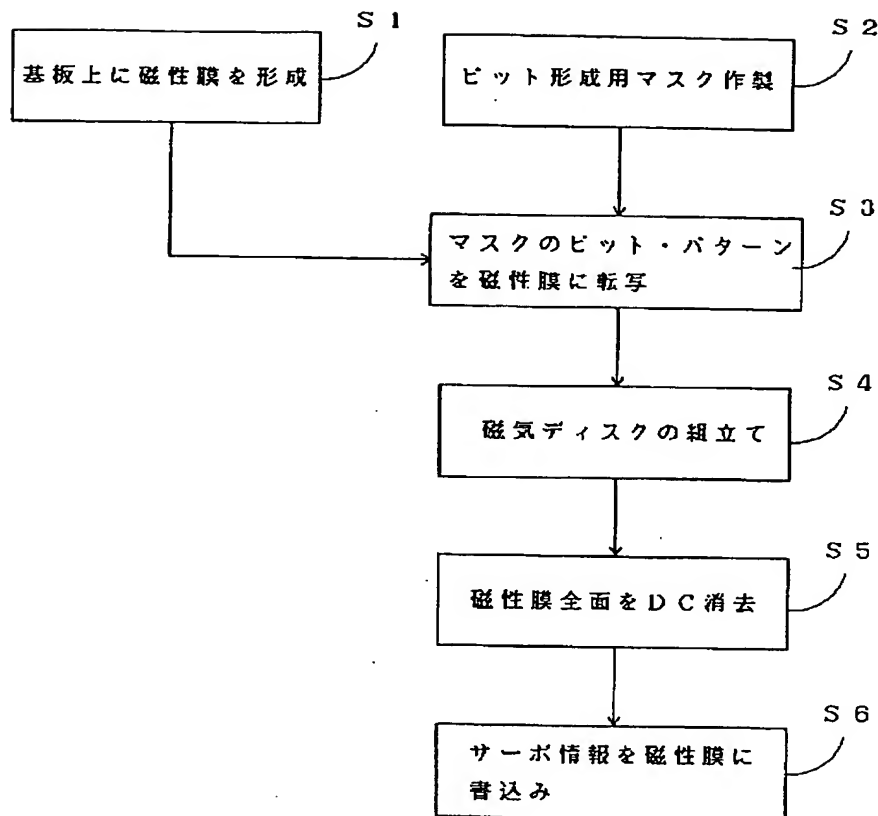 S 1
基板上に磁性膜を形成
S 2
ピット形成用マスク作製
S 3
マスクのピット・パターン
を磁性膜に転写
S 4
磁気ディスクの組立て
S 5
磁性膜全面をDC消去
S 6
サーボ情報を磁性膜に
書込み